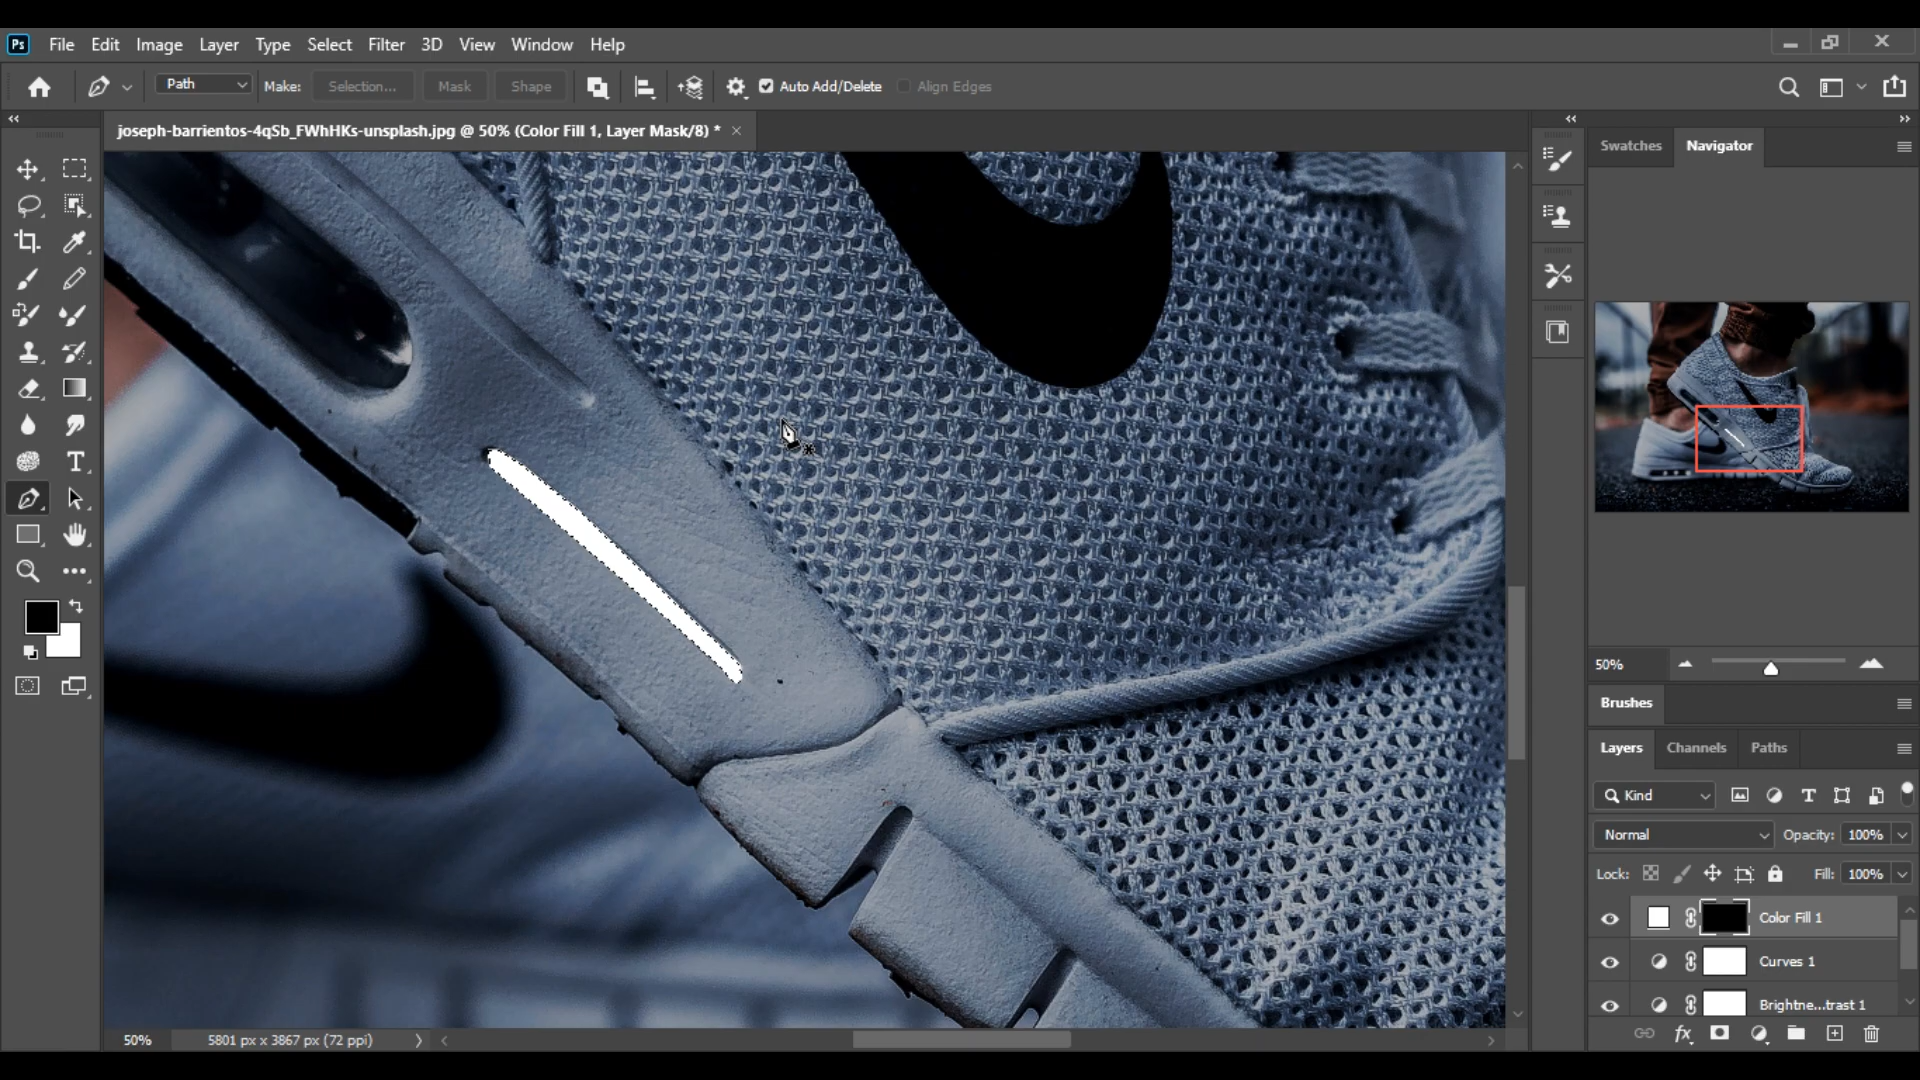 Ps File Edit Image Layer Type Select Filter 3D View Window Help
Path Make: Selection... Mask Shape Auto Add/Delete Align Edges
joseph-barrientos-4qSb_FWhHKs-unsplash.jpg @ 50% (Color Fill 1, Layer Mask/8) *
Swatches Navigator
50%
Brushes
Layers Channels Paths
Kind
Normal Opacity: 100%
Lock: Fill: 100%
Color Fill 1
Curves 1
Brightne...trast 1
fx
50% 5801 px x 3867 px (72 ppi)